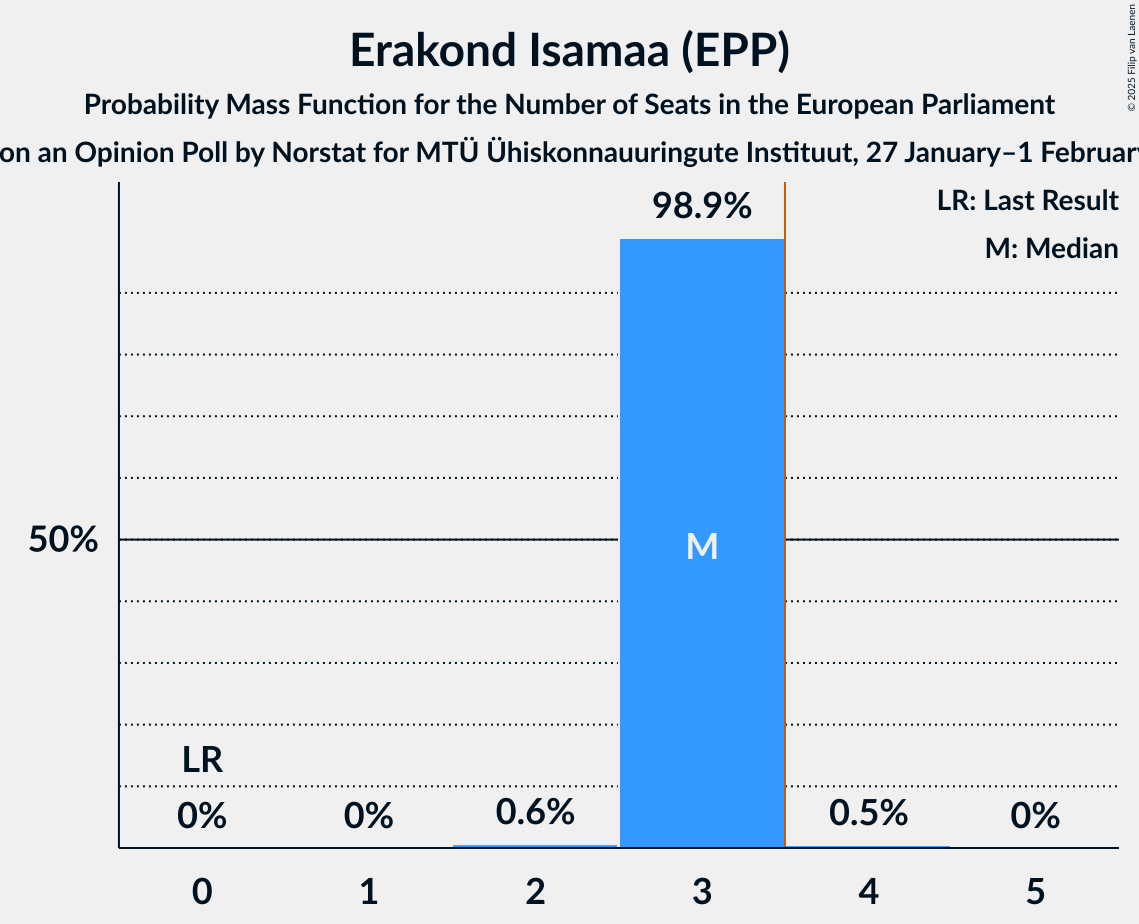 Erakond Isamaa (EPP)
Probability Mass Function for the Number of Seats in the European Parliament
on an Opinion Poll by Norstat for MTÜ Ühiskonnauuringute Instituut, 27 January–1 February
© 2025 Filip van Laenen
LR: Last Result
M: Median
98.9%
50%
M
LR
0%
0%
0.6%
0.5%
0%
0
1
2
3
4
5